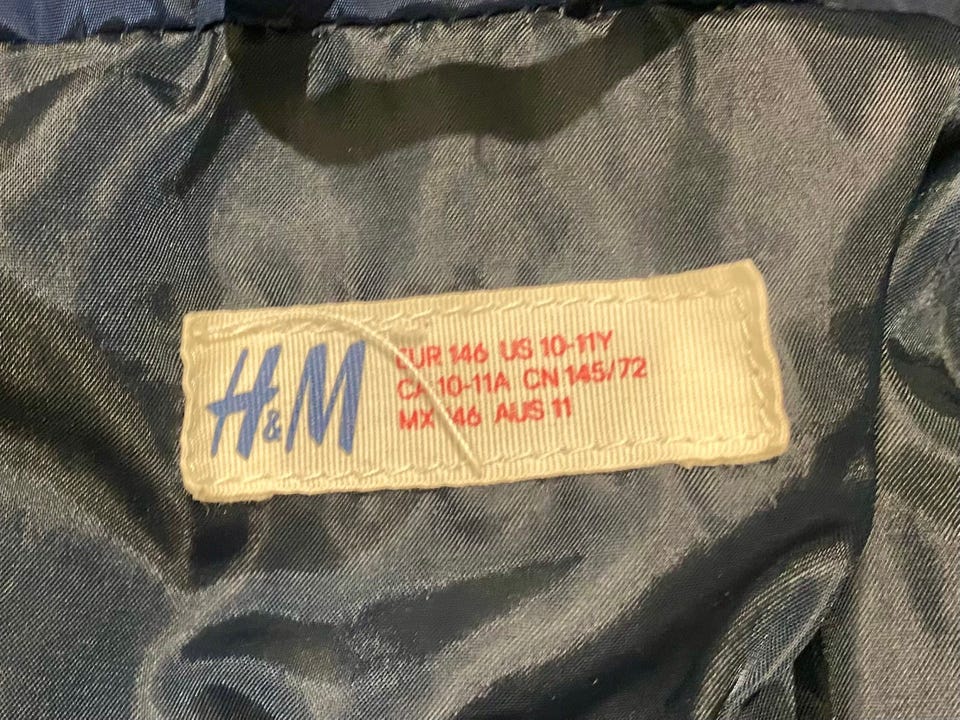 H&M
EUR 146 US 10-11Y
CA 10-11A CN 145/72
MX 146 AUS 11